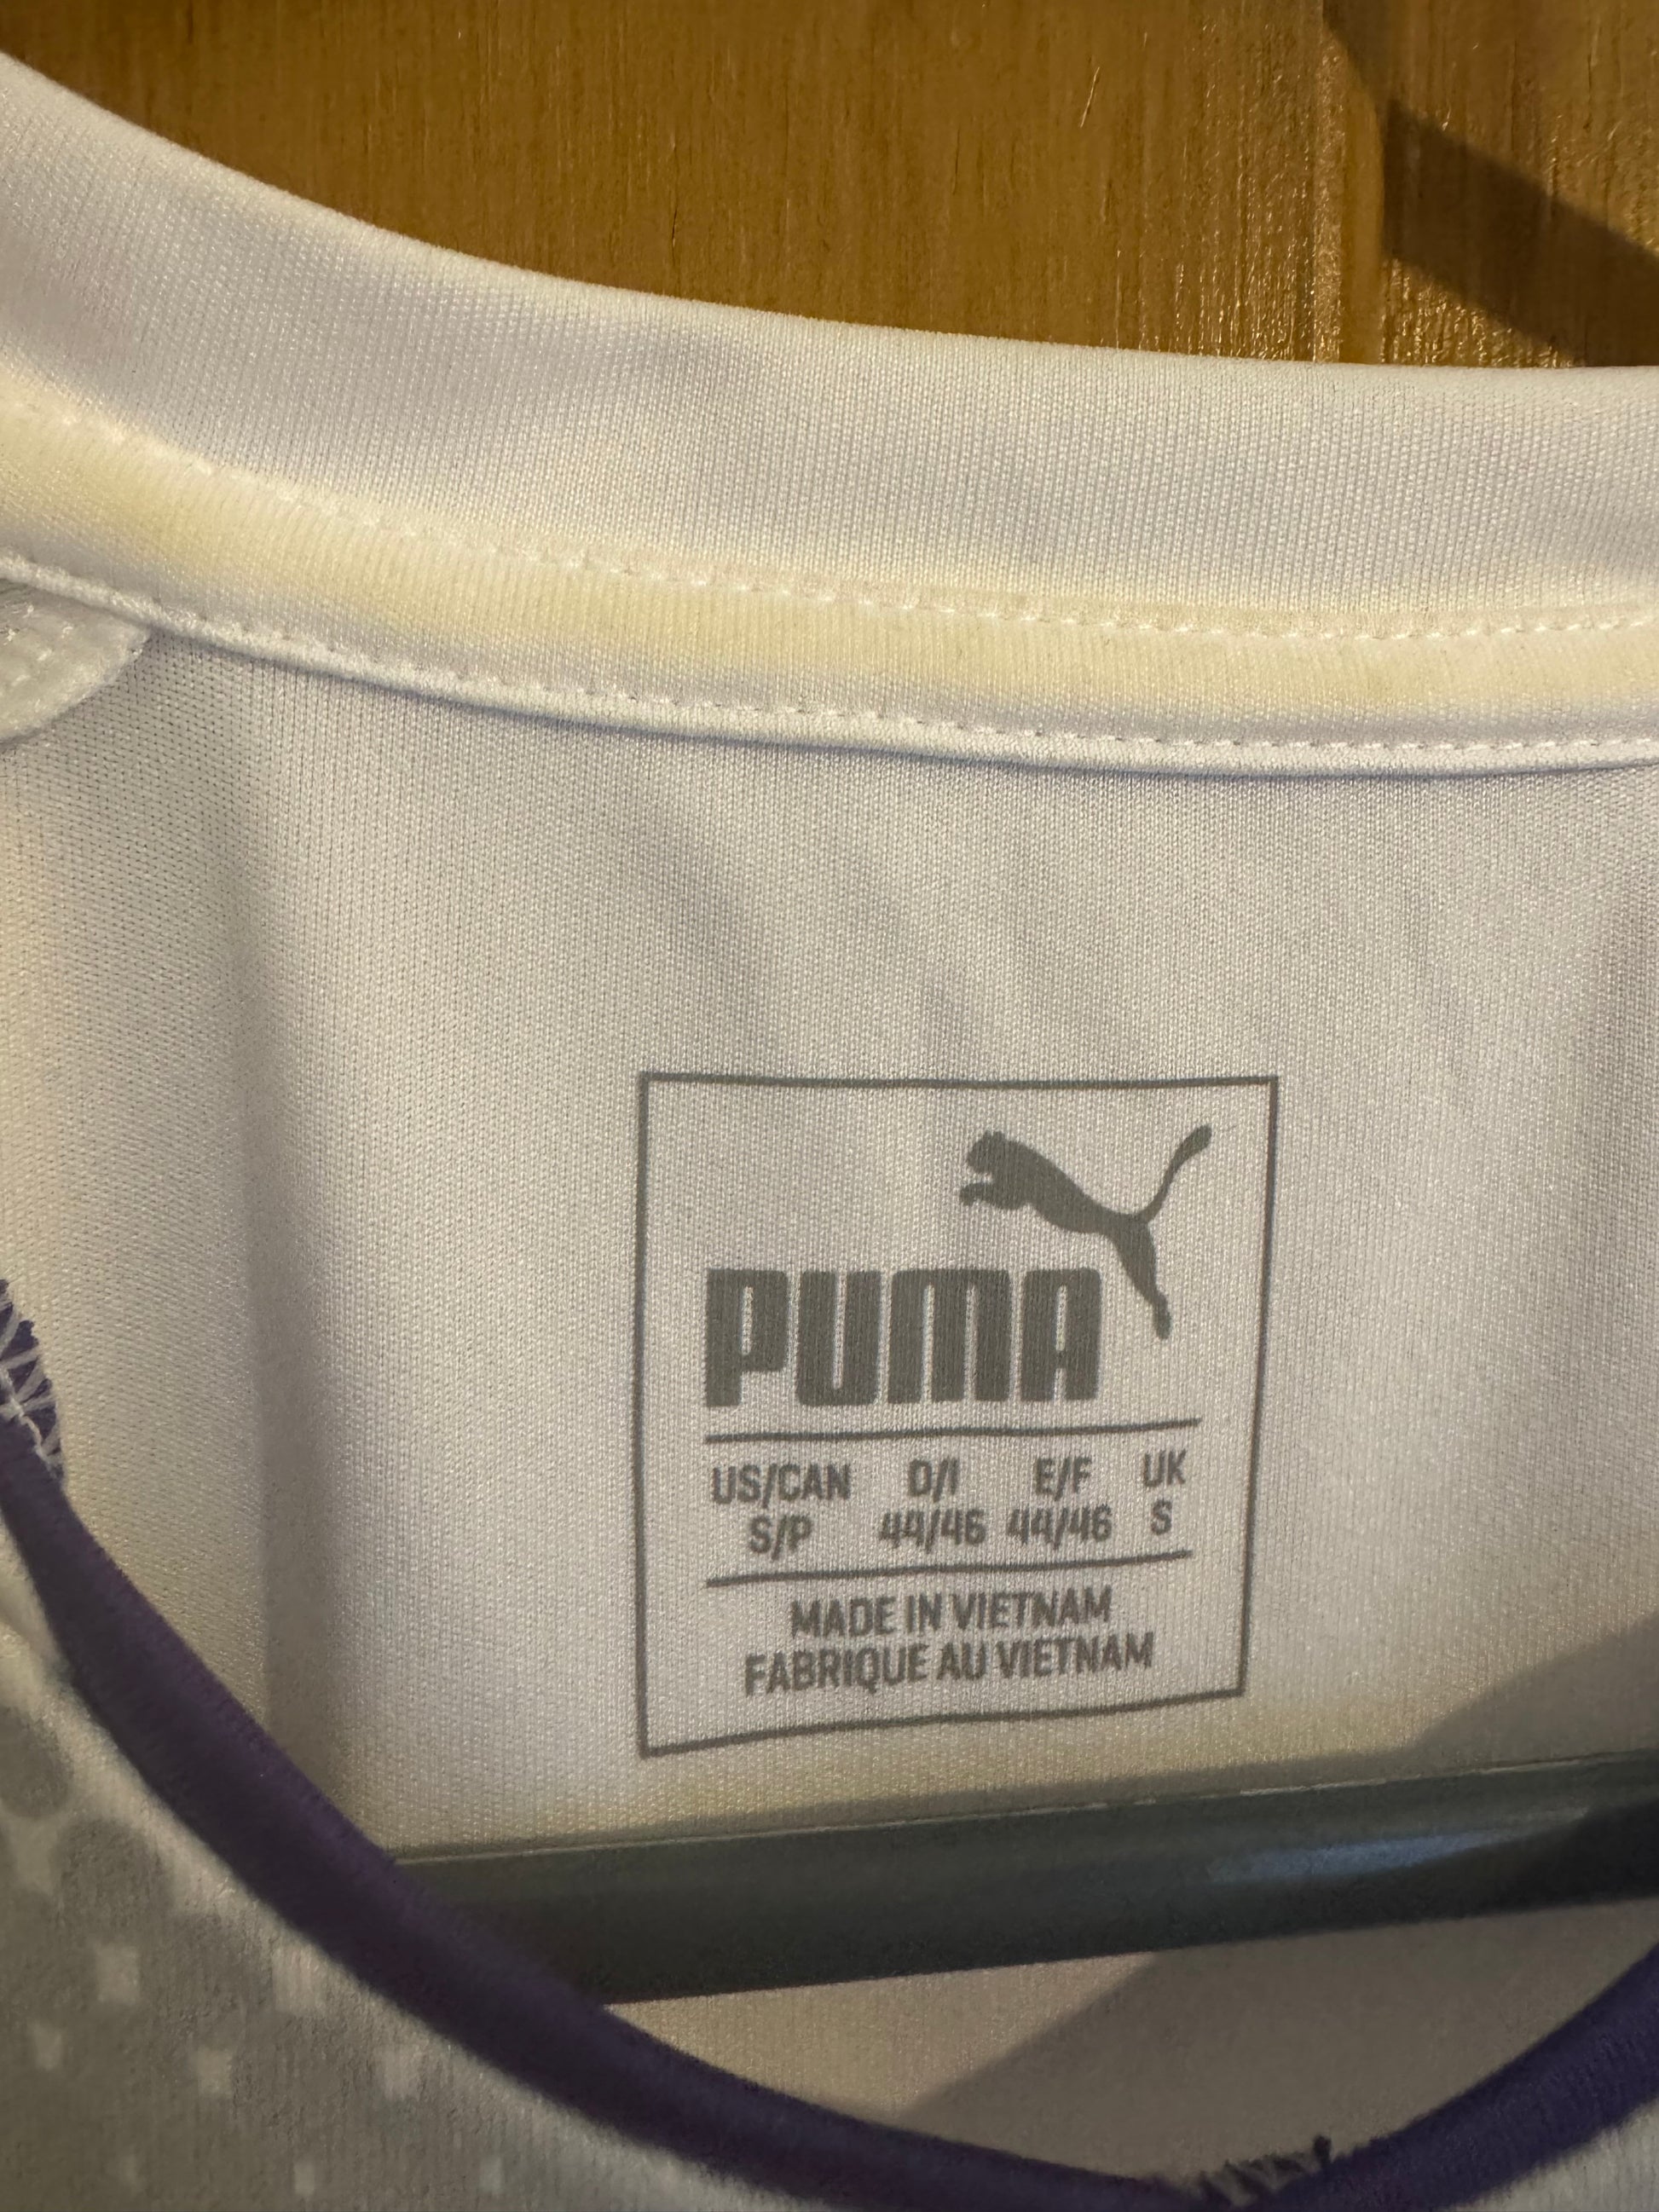 PUMA
US/CAN D/I E/F UK
S/P 44/46 44/46 S
MADE IN VIETNAM
FABRIQUE AU VIETNAM